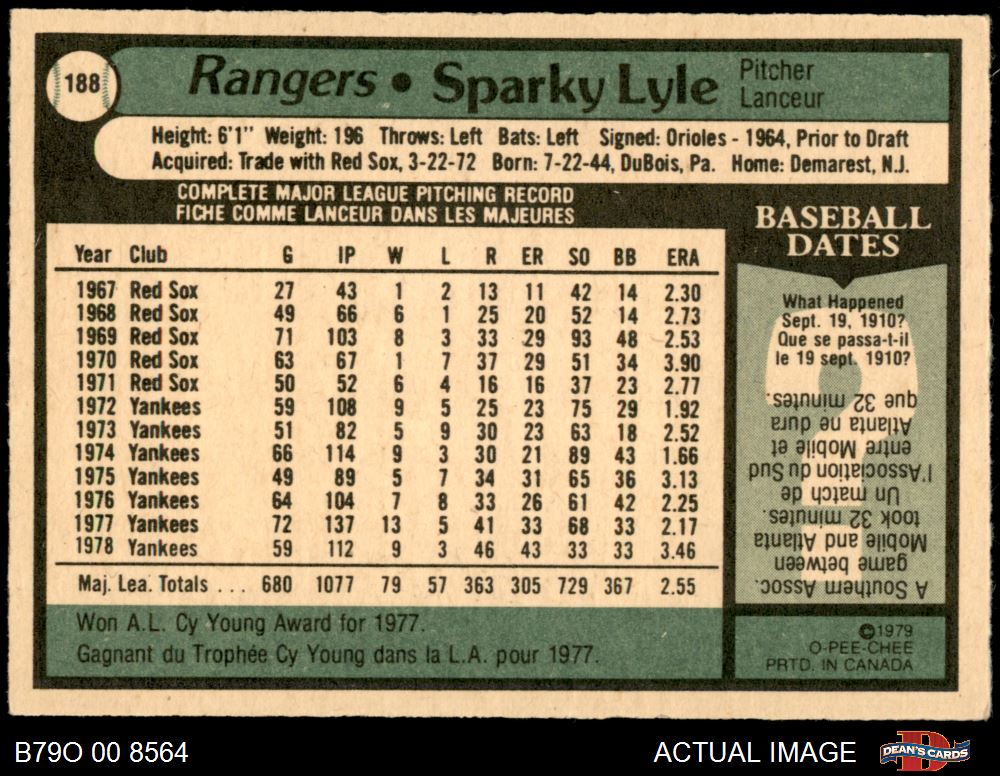 188
Rangers • Sparky Lyle
Pitcher
Lanceur
Height: 6'1" Weight: 196 Throws: Left Bats: Left Signed: Orioles - 1964, Prior to Draft
Acquired: Trade with Red Sox, 3-22-72 Born: 7-22-44, DuBois, Pa. Home: Demarest, N.J.
COMPLETE MAJOR LEAGUE PITCHING RECORD
FICHE COMME LANCEUR DANS LES MAJEURES
Year Club G IP W L R ER SO BB ERA
1967 Red Sox 27 43 1 2 13 11 42 14 2.30
1968 Red Sox 49 66 6 1 25 20 52 14 2.73
1969 Red Sox 71 103 8 3 33 29 93 48 2.53
1970 Red Sox 63 67 1 7 37 29 51 34 3.90
1971 Red Sox 50 52 6 4 16 16 37 23 2.77
1972 Yankees 59 108 9 5 25 23 75 29 1.92
1973 Yankees 51 82 5 9 30 23 63 18 2.52
1974 Yankees 66 114 9 3 30 21 89 43 1.66
1975 Yankees 49 89 5 7 34 31 65 36 3.13
1976 Yankees 64 104 7 8 33 26 61 42 2.25
1977 Yankees 72 137 13 5 41 33 68 33 2.17
1978 Yankees 59 112 9 3 46 43 33 33 3.46
Maj. Lea. Totals ... 680 1077 79 57 363 305 729 367 2.55
Won A.L. Cy Young Award for 1977.
Gagnant du Trophée Cy Young dans la L.A. pour 1977.
BASEBALL
DATES
What Happened
Sept. 19, 1910?
Que se passa-t-il
le 19 sept. 1910?
A Southern Assoc.
game between
Mobile and Atlanta
took 32 minutes.
Un match de
l'Association du Sud
entre Mobile et
Atlanta ne dura
que 32 minutes.
©1979
O-PEE-CHEE
PRTD. IN CANADA
B79O 00 8564
ACTUAL IMAGE
DEAN'S CARDS